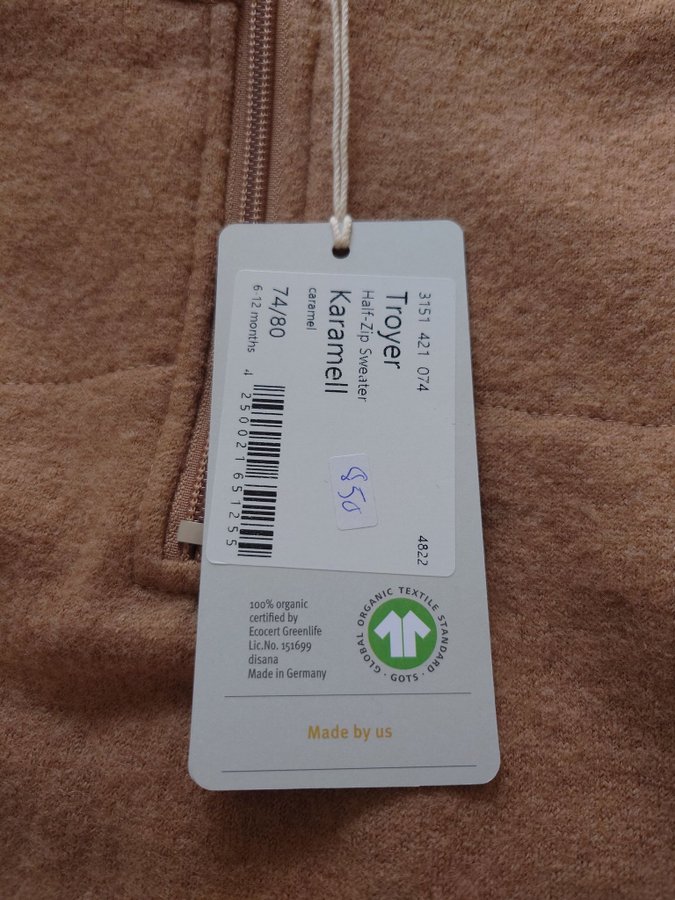 3151 421 074
Troyer
Half-Zip Sweater
Karamell
caramel
74/80
6-12 months
4 250021 651255
4822
850
100% organic
certified by
Ecocert Greenlife
Lic.No. 151699
disana
Made in Germany
GLOBAL ORGANIC TEXTILE STANDARD · GOTS ·
Made by us